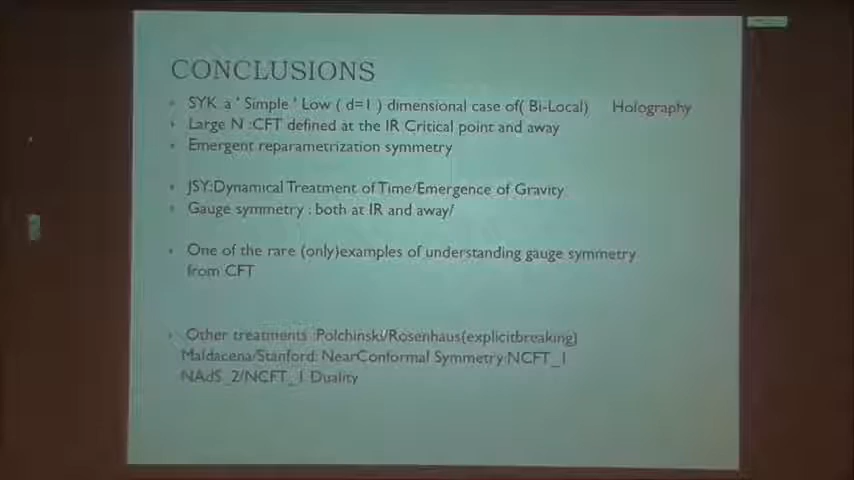 CONCLUSIONS
• SYK a ' Simple ' Low ( d=1 ) dimensional case of( Bi-Local) Holography
• Large N :CFT defined at the IR Critical point and away
• Emergent reparametrization symmetry
• JSY:Dynamical Treatment of Time/Emergence of Gravity
• Gauge symmetry : both at IR and away/
• One of the rare (only)examples of understanding gauge symmetry
from CFT
• Other treatments :Polchinski/Rosenhaus(explicitbreaking)
Maldacena/Stanford: NearConformal Symmetry:NCFT_1
NAdS_2/NCFT_1 Duality